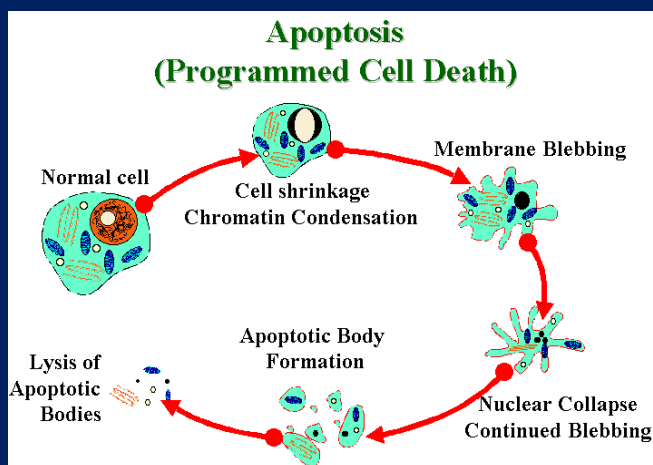 Apoptosis
(Programmed Cell Death)
Normal cell
Cell shrinkage
Chromatin Condensation
Membrane Blebbing
Nuclear Collapse
Continued Blebbing
Apoptotic Body
Formation
Lysis of
Apoptotic
Bodies